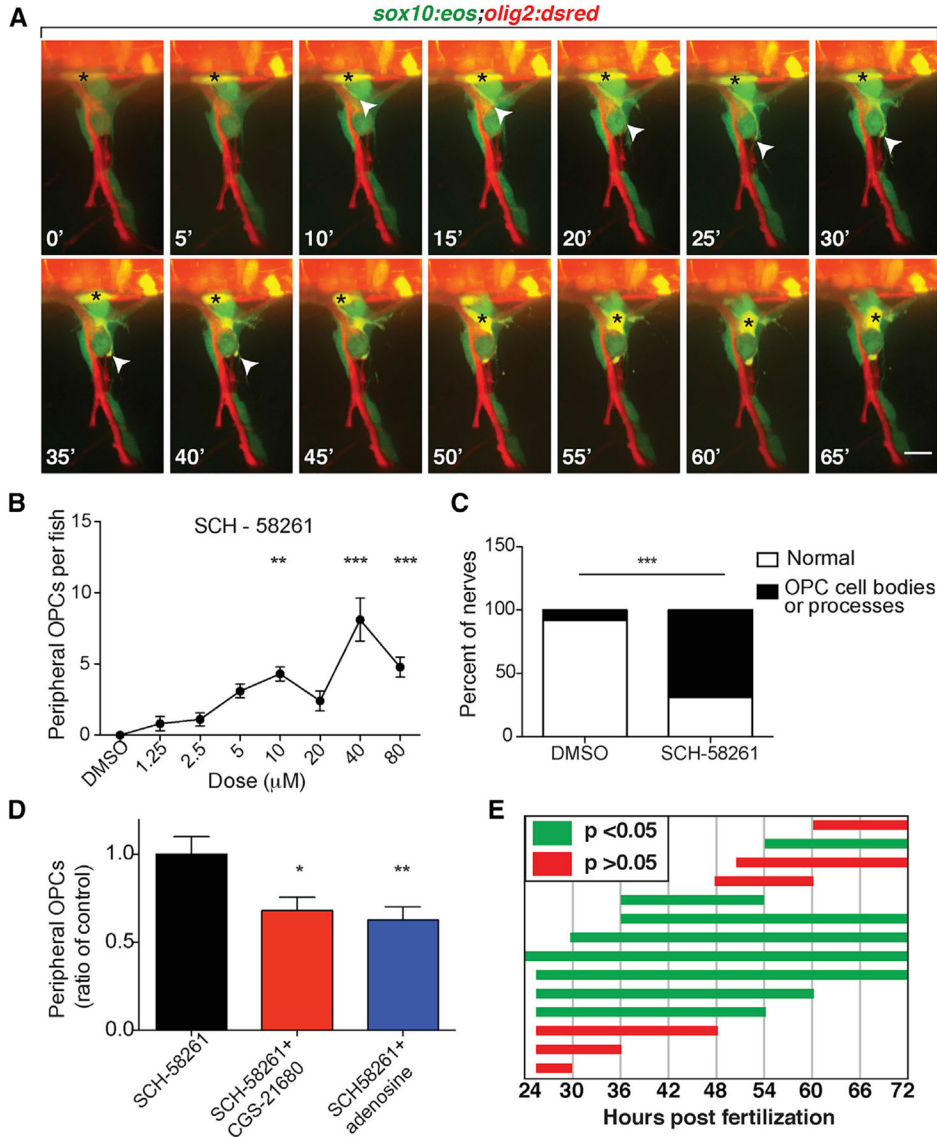 A
sox10:eos;olig2:dsred
* * * * * * *
0’ 5’ 10’ 15’ 20’ 25’ 30’
* * * * * * *
35’ 40’ 45’ 50’ 55’ 60’ 65’
B
SCH - 58261
Peripheral OPCs per fish
15
10
5
0
** *** ***
DMSO 1.25 2.5 5 10 20 40 80
Dose (μM)
C
Percent of nerves
150
100
50
0
***
Normal
OPC cell bodies
or processes
DMSO SCH-58261
D
Peripheral OPCs
(ratio of control)
1.0
0.5
0.0
* **
SCH-58261
SCH-58261+
CGS-21680
SCH58261+
adenosine
E
p <0.05
p >0.05
24 30 36 42 48 54 60 66 72
Hours post fertilization